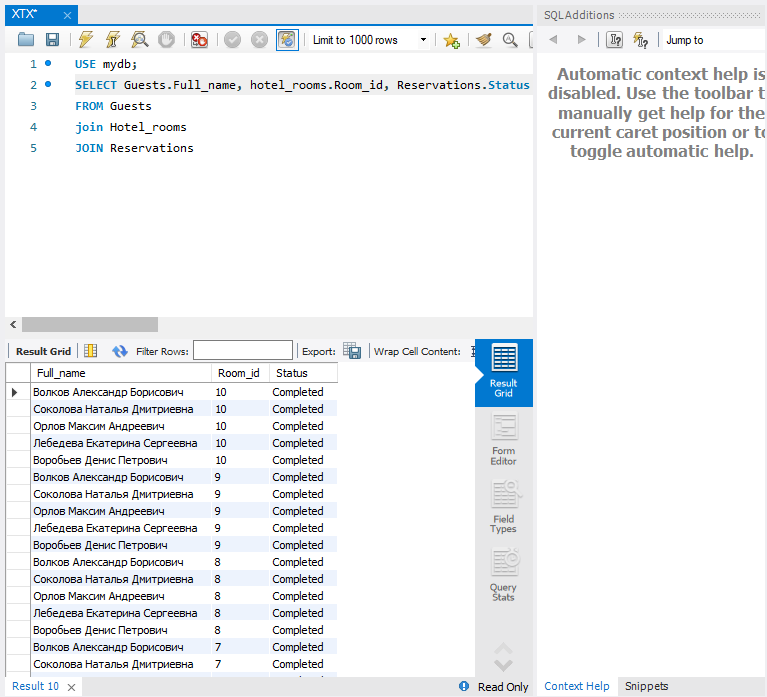 XTX*
SQLAdditions
Limit to 1000 rows
Jump to
1 USE mydb;
2 SELECT Guests.Full_name, hotel_rooms.Room_id, Reservations.Status
3 FROM Guests
4 join Hotel_rooms
5 JOIN Reservations
Automatic context help is
disabled. Use the toolbar t
manually get help for the
current caret position or to
toggle automatic help.
Result Grid Filter Rows: Export: Wrap Cell Content:
Full_name Room_id Status
Волков Александр Борисович 10 Completed
Соколова Наталья Дмитриевна 10 Completed
Орлов Максим Андреевич 10 Completed
Лебедева Екатерина Сергеевна 10 Completed
Воробьев Денис Петрович 10 Completed
Волков Александр Борисович 9 Completed
Соколова Наталья Дмитриевна 9 Completed
Орлов Максим Андреевич 9 Completed
Лебедева Екатерина Сергеевна 9 Completed
Воробьев Денис Петрович 9 Completed
Волков Александр Борисович 8 Completed
Соколова Наталья Дмитриевна 8 Completed
Орлов Максим Андреевич 8 Completed
Лебедева Екатерина Сергеевна 8 Completed
Воробьев Денис Петрович 8 Completed
Волков Александр Борисович 7 Completed
Соколова Наталья Дмитриевна 7 Completed
Result
Grid
Form
Editor
Field
Types
Query
Stats
Result 10
Read Only
Context Help
Snippets